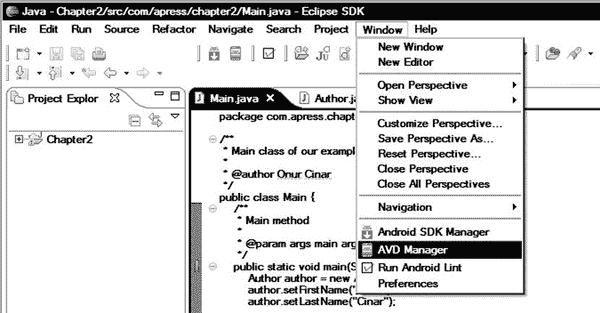 Java - Chapter2/src/com/apress/chapter2/Main.java - Eclipse SDK
File Edit Run Source Refactor Navigate Search Project Window Help
New Window
New Editor
Open Perspective
Show View
Customize Perspective...
Save Perspective As...
Reset Perspective...
Close Perspective
Close All Perspectives
Navigation
Android SDK Manager
AVD Manager
Run Android Lint
Preferences
Project Explor
Chapter2
Main.java Author.ja
package com.apress.chapt
/**
* Main class of our example
*
* @author Onur Cinar
*/
public class Main {
/**
* Main method
*
* @param args main arg
*/
public static void main(S
Author author = new A
author.setFirstName("
author.setLastName("Cinar");